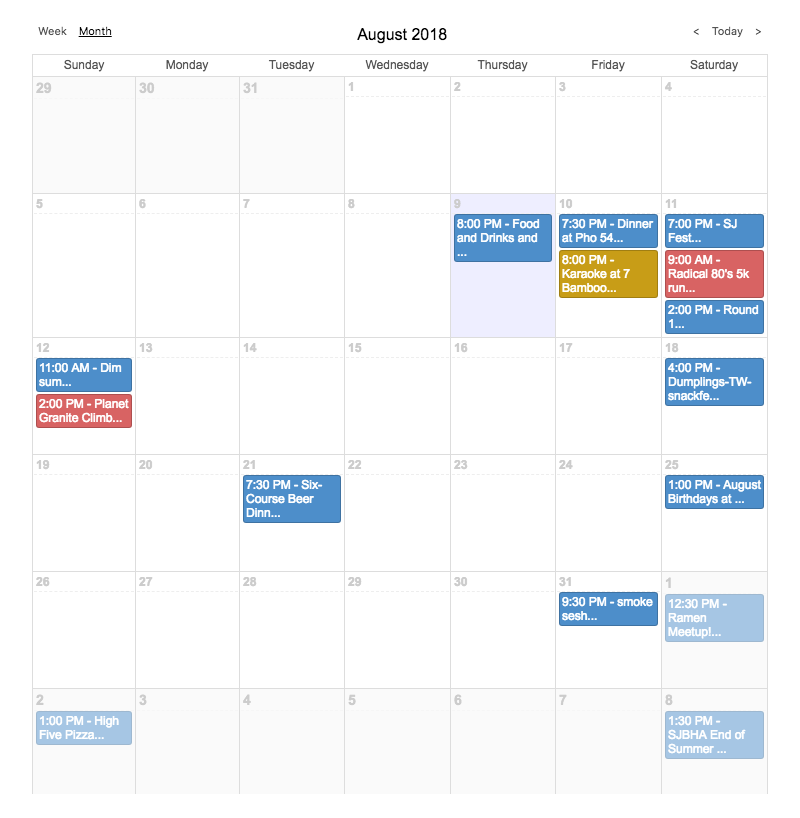 Week Month August 2018 < Today >
Sunday Monday Tuesday Wednesday Thursday Friday Saturday
29 30 31 1 2 3 4
5 6 7 8 9 10 11
8:00 PM - Food
and Drinks and
...
7:30 PM - Dinner
at Pho 54...
8:00 PM -
Karaoke at 7
Bamboo...
7:00 PM - SJ
Fest...
9:00 AM -
Radical 80's 5k
run...
2:00 PM - Round
1...
12 13 14 15 16 17 18
11:00 AM - Dim
sum...
2:00 PM - Planet
Granite Climb...
4:00 PM -
Dumplings-TW-
snackfe...
19 20 21 22 23 24 25
7:30 PM - Six-
Course Beer
Dinn...
1:00 PM - August
Birthdays at ...
26 27 28 29 30 31 1
9:30 PM - smoke
sesh...
12:30 PM -
Ramen
Meetup!...
2 3 4 5 6 7 8
1:00 PM - High
Five Pizza...
1:30 PM -
SJBHA End of
Summer ...